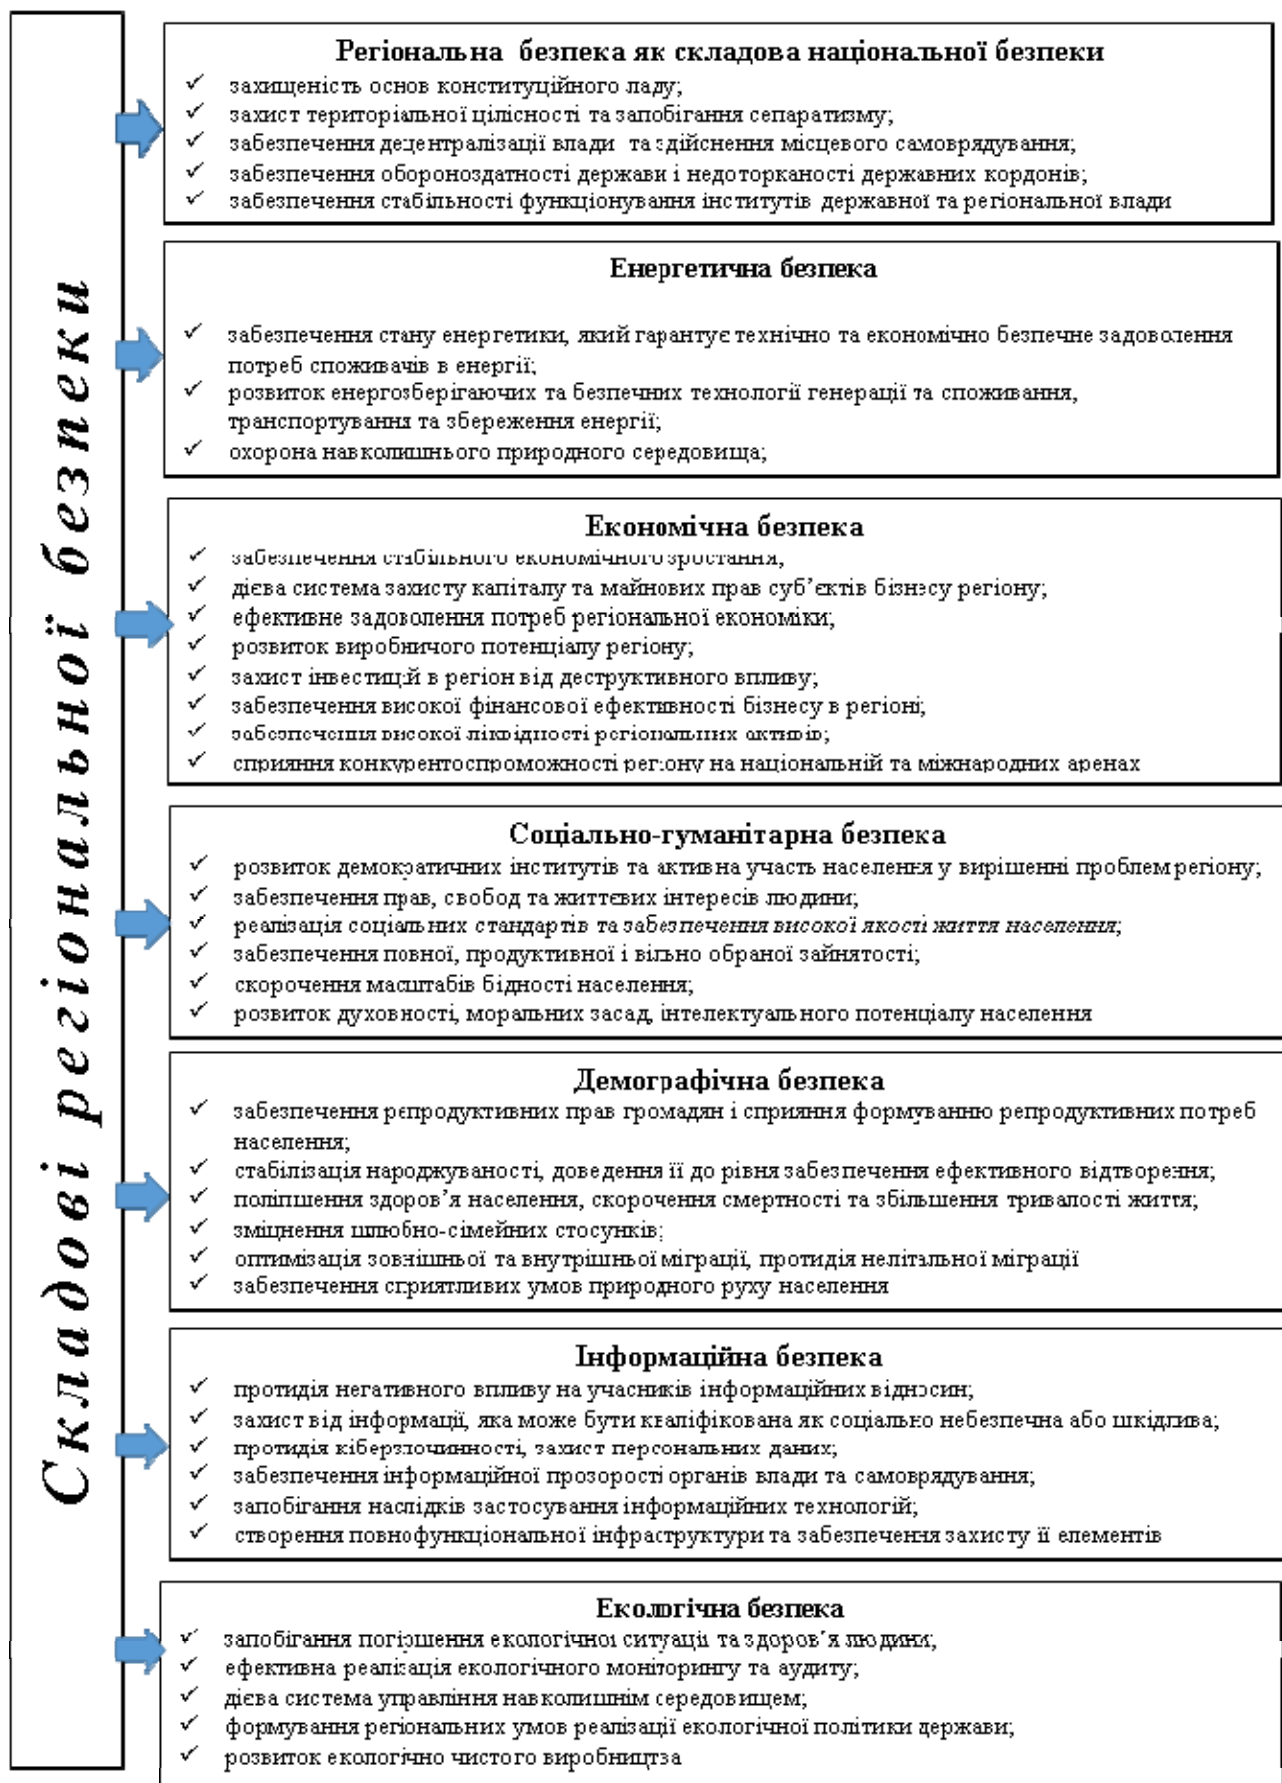 Складові регіональної безпеки
Регіональна безпека як складова національної безпеки
✓ захищеність основ конституційного ладу;
✓ захист територіальної цілісності та запобігання сепаратизму;
✓ забезпечення децентралізації влади та здійснення місцевого самоврядування;
✓ забезпечення обороноздатності держави і недоторканості державних кордонів;
✓ забезпечення стабільності функціонування інститутів державної та регіональної влади
Енергетична безпека
✓ забезпечення стану енергетики, який гарантує технічно та економічно безпечне задоволення
потреб споживачів в енергії;
✓ розвиток енергозберігаючих та безпечних технології генерації та споживання,
транспортування та збереження енергії;
✓ охорона навколишнього природного середовища;
Економічна безпека
✓ забезпечення стабільного економічного зростання;
✓ дієва система захисту капіталу та майнових прав суб’єктів бізнесу регіону;
✓ ефективне задоволення потреб регіональної економіки;
✓ розвиток виробничого потенціалу регіону;
✓ захист інвестицій в регіон від деструктивного впливу;
✓ забезпечення високої фінансової ефективності бізнесу в регіоні;
✓ забезпечення високої ліквідності регіональних активів;
✓ сприяння конкурентоспроможності регіону на національній та міжнародних аренах
Соціально-гуманітарна безпека
✓ розвиток демократичних інститутів та активна участь населення у вирішенні проблем регіону;
✓ забезпечення прав, свобод та життєвих інтересів людини;
✓ реалізація соціальних стандартів та забезпечення високої якості життя населення;
✓ забезпечення повної, продуктивної і вільно обраної зайнятості;
✓ скорочення масштабів бідності населення;
✓ розвиток духовності, моральних засад, інтелектуального потенціалу населення
Демографічна безпека
✓ забезпечення репродуктивних прав громадян і сприяння формуванню репродуктивних потреб
населення;
✓ стабілізація народжуваності, доведення її до рівня забезпечення ефективного відтворення;
✓ поліпшення здоров’я населення, скорочення смертності та збільшення тривалості життя;
✓ зміцнення шлюбно-сімейних стосунків;
✓ оптимізація зовнішньої та внутрішньої міграції, протидія нелітальної міграції
✓ забезпечення сприятливих умов природного руху населення
Інформаційна безпека
✓ протидія негативного впливу на учасників інформаційних відносин;
✓ захист від інформації, яка може бути кваліфікована як соціально небезпечна або шкідлива;
✓ протидія кіберзлочинності, захист персональних даних;
✓ забезпечення інформаційної прозорості органів влади та самоврядування;
✓ запобігання наслідків застосування інформаційних технологій;
✓ створення повнофункціональної інфраструктури та забезпечення захисту її елементів
Екологічна безпека
✓ запобігання погіршення екологічної ситуації та здоров’я людини;
✓ ефективна реалізація екологічного моніторингу та аудиту;
✓ дієва система управління навколишнім середовищем;
✓ формування регіональних умов реалізації екологічної політики держави;
✓ розвиток екологічно чистого виробництва